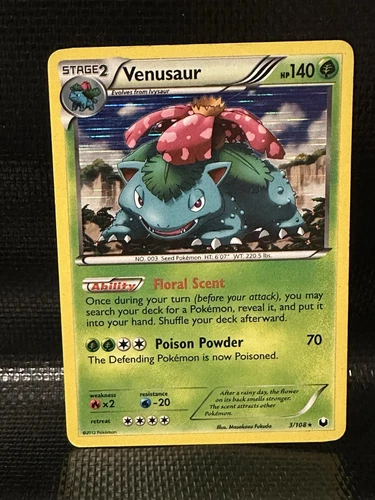 STAGE2
Venusaur
HP140
Evolves from Ivysaur
NO. 003 Seed Pokémon HT: 6'07" WT: 220.5 lbs.
Ability Floral Scent
Once during your turn (before your attack), you may
search your deck for a Pokémon, reveal it, and put it
into your hand. Shuffle your deck afterward.
Poison Powder 70
The Defending Pokémon is now Poisoned.
weakness resistance
×2 -20
retreat
After a rainy day, the flower
on its back smells stronger.
The scent attracts other
Pokémon.
©2012 Pokémon
Illus. Masakazu Fukuda
3/108